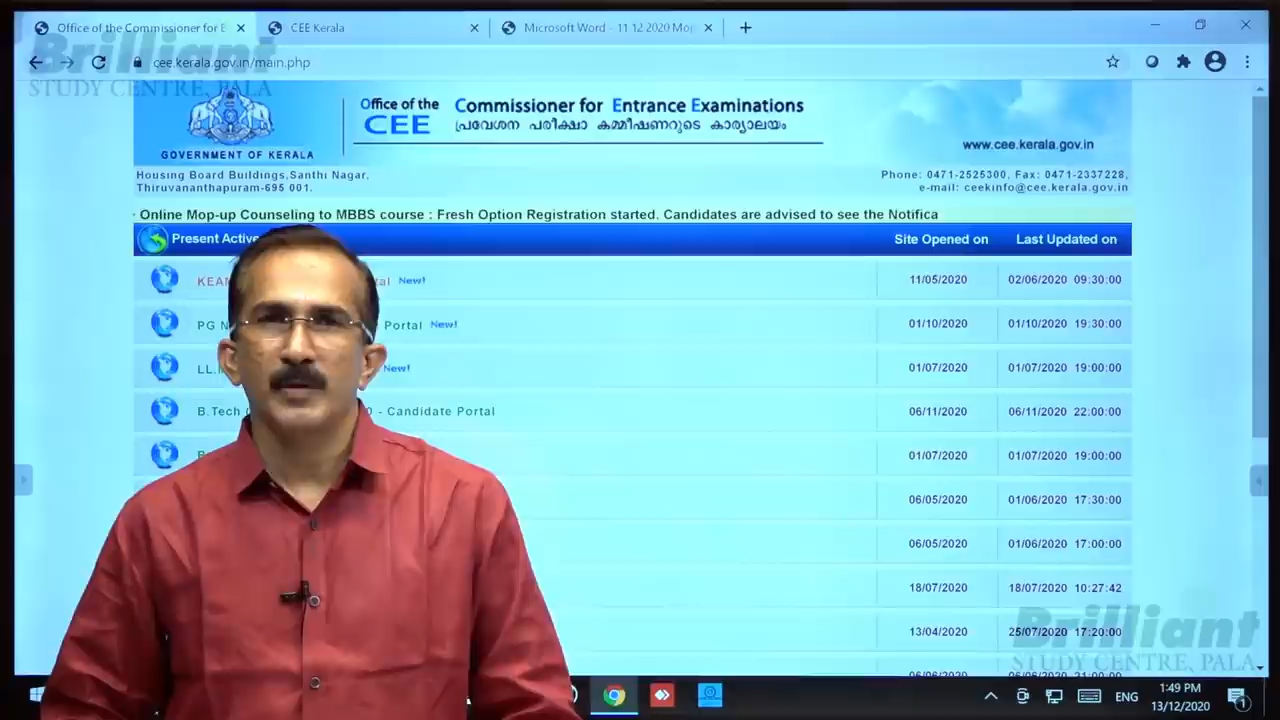 Office of the Commissioner for E
CEE Kerala
Microsoft Word - 11 12 2020 Mop
Brilliant
STUDY CENTRE, PALA
cee.kerala.gov.in/main.php
GOVERNMENT OF KERALA
Office of the
CEE
Commissioner for Entrance Examinations
പ്രവേശന പരീക്ഷാ കമ്മീഷണറുടെ കാര്യാലയം
www.cee.kerala.gov.in
Housing Board Buildings,Santhi Nagar,
Thiruvananthapuram-695 001.
Phone: 0471-2525300, Fax: 0471-2337228,
e-mail: ceekinfo@cee.kerala.gov.in
Online Mop-up Counseling to MBBS course : Fresh Option Registration started. Candidates are advised to see the Notifica
Present Active Site Opened on Last Updated on
KEAM tal New! 11/05/2020 02/06/2020 09:30:00
PG N Portal New! 01/10/2020 01/10/2020 19:30:00
LL. New! 01/07/2020 01/07/2020 19:00:00
B.Tech - Candidate Portal 06/11/2020 06/11/2020 22:00:00
01/07/2020 01/07/2020 19:00:00
06/05/2020 01/06/2020 17:30:00
06/05/2020 01/06/2020 17:00:00
18/07/2020 18/07/2020 10:27:42
13/04/2020 25/07/2020 17:20:00
Brilliant
STUDY CENTRE, PALA
ENG
1:49 PM
13/12/2020
1